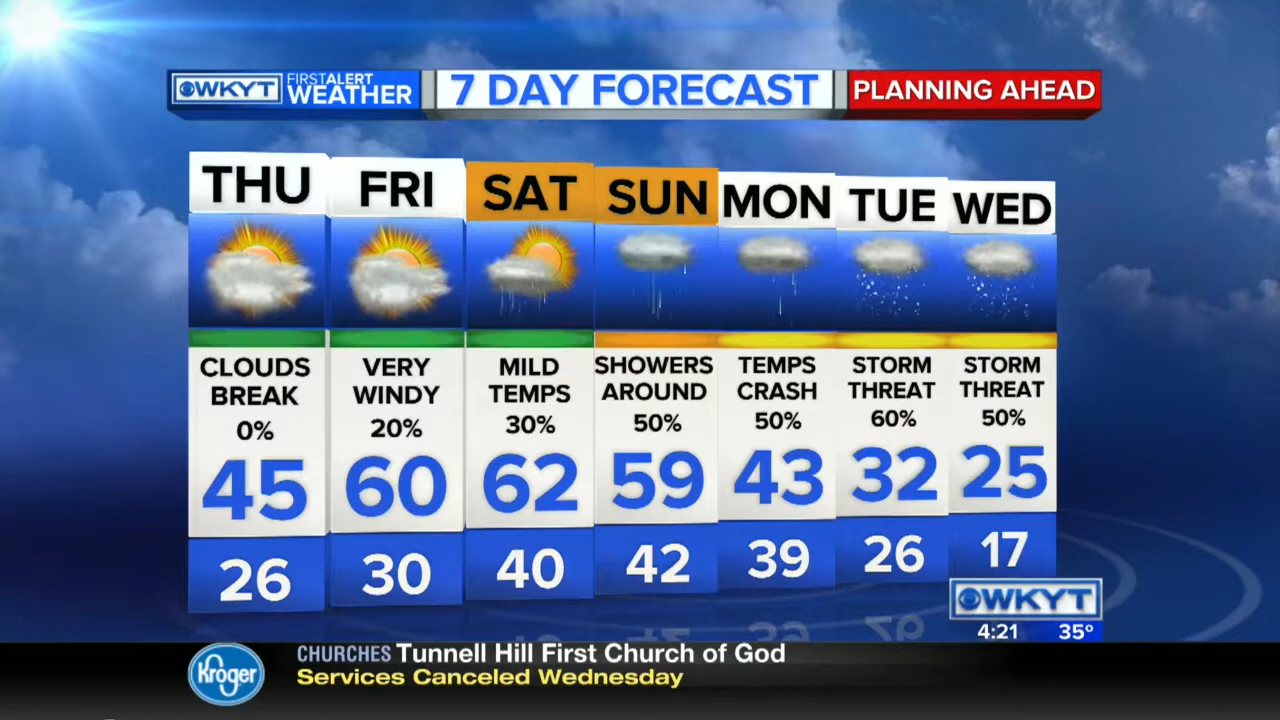 WKYT FIRST ALERT WEATHER 7 DAY FORECAST PLANNING AHEAD
THU FRI SAT SUN MON TUE WED
CLOUDS BREAK VERY WINDY MILD TEMPS SHOWERS AROUND TEMPS CRASH STORM THREAT STORM THREAT
0% 20% 30% 50% 50% 60% 50%
45 60 62 59 43 32 25
26 30 40 42 39 26 17
WKYT
4:21 35°
Kroger
CHURCHES Tunnell Hill First Church of God
Services Canceled Wednesday